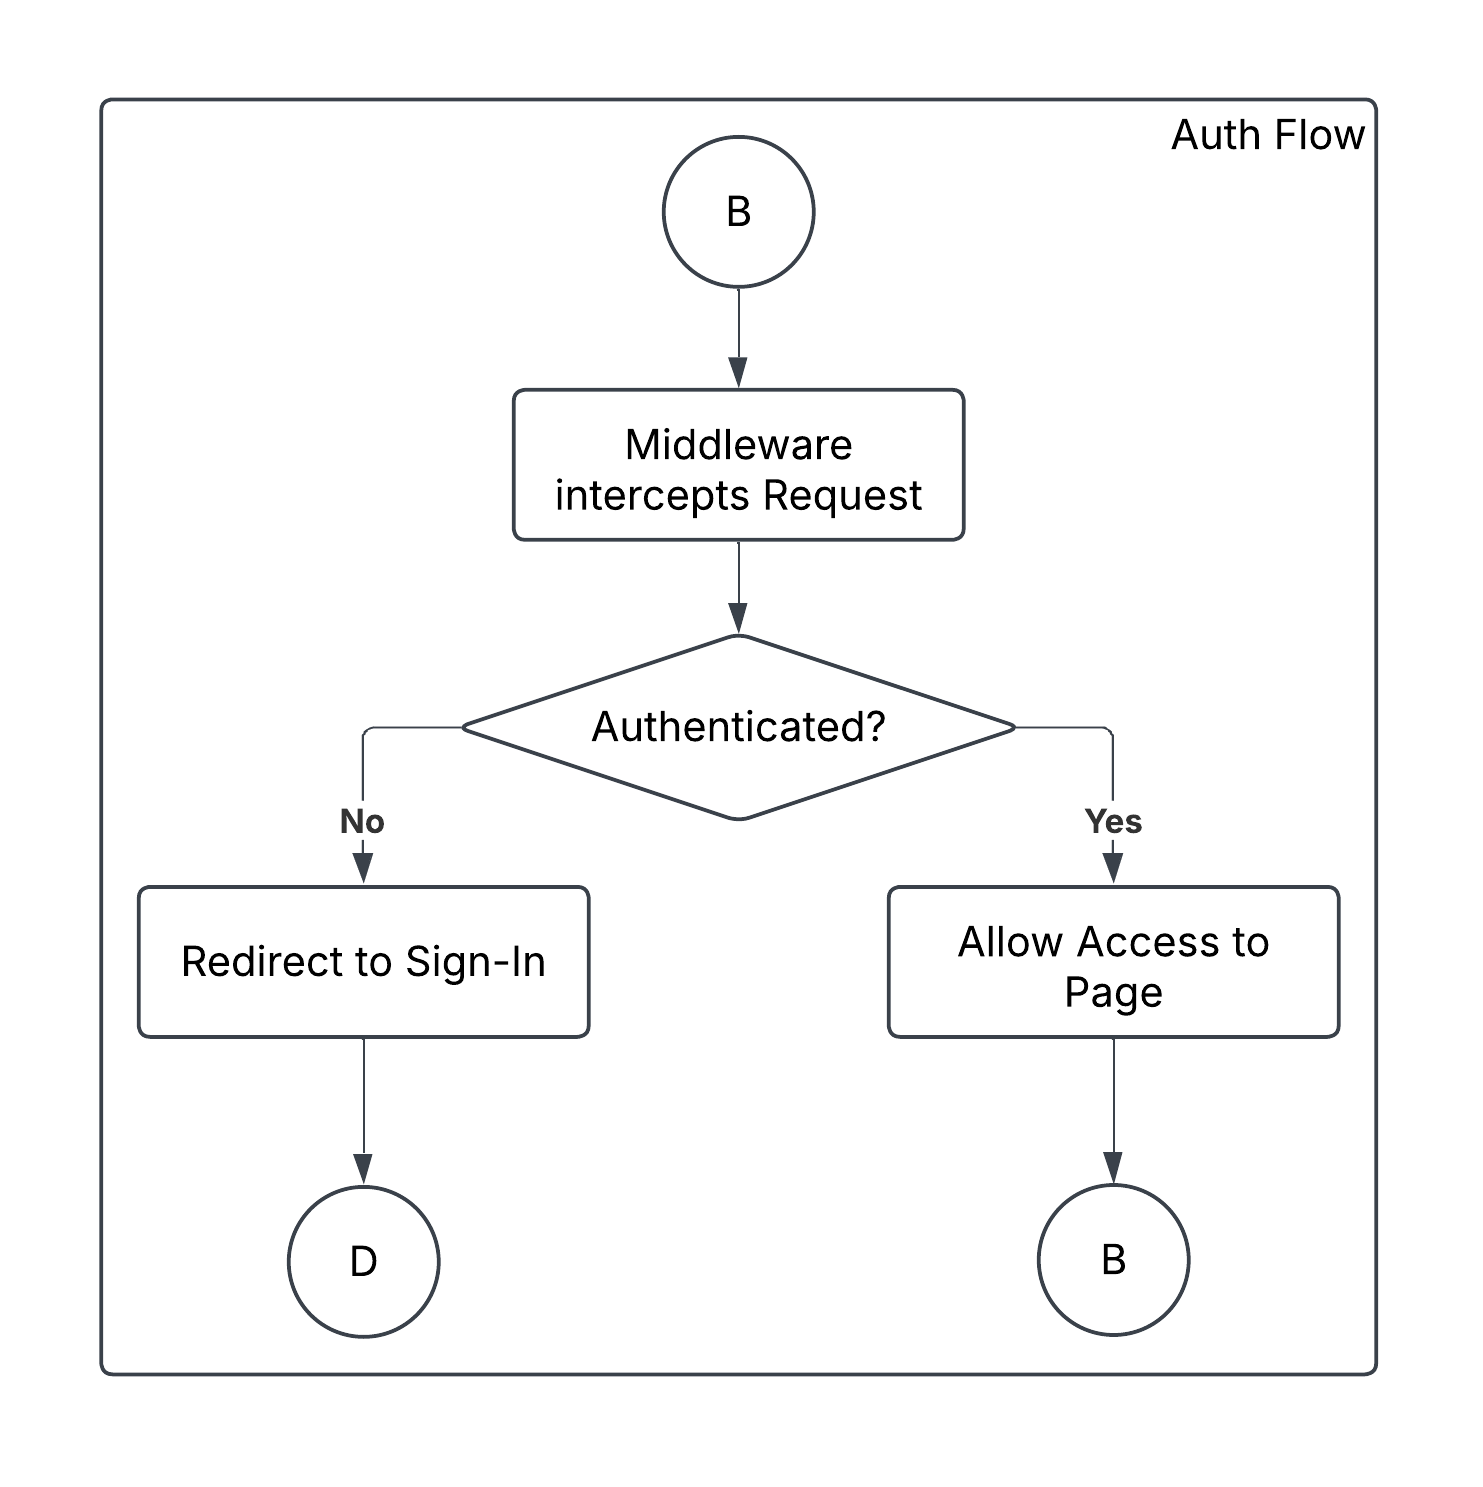 Auth Flow
B
Middleware
intercepts Request
Authenticated?
No
Yes
Redirect to Sign-In
Allow Access to
Page
D
B